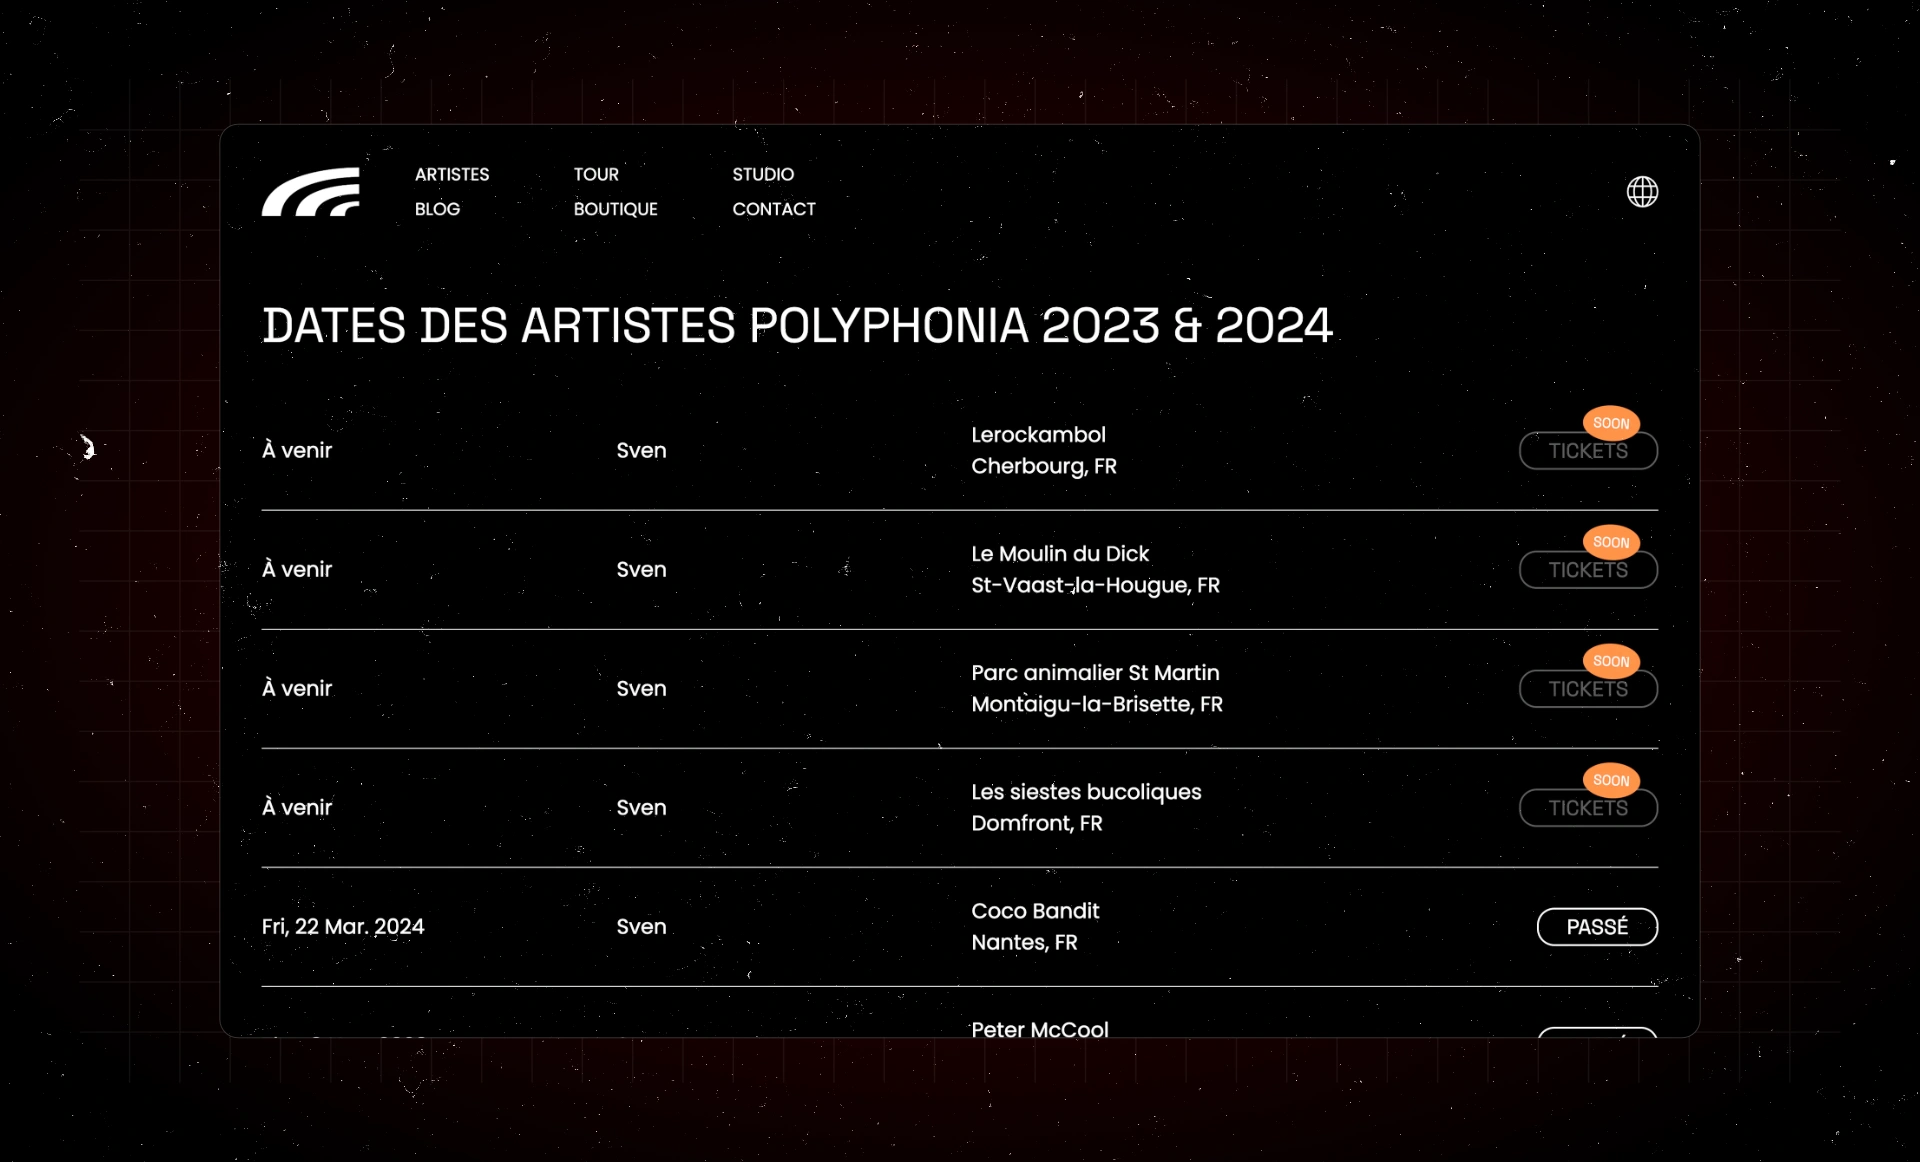 ARTISTES
TOUR
STUDIO
BLOG
BOUTIQUE
CONTACT
DATES DES ARTISTES POLYPHONIA 2023 & 2024
À venir
Sven
Lerockambol
Cherbourg, FR
SOON
TICKETS
À venir
Sven
Le Moulin du Dick
St-Vaast-la-Hougue, FR
SOON
TICKETS
À venir
Sven
Parc animalier St Martin
Montaigu-la-Brisette, FR
SOON
TICKETS
À venir
Sven
Les siestes bucoliques
Domfront, FR
SOON
TICKETS
Fri, 22 Mar. 2024
Sven
Coco Bandit
Nantes, FR
PASSÉ
Peter McCool